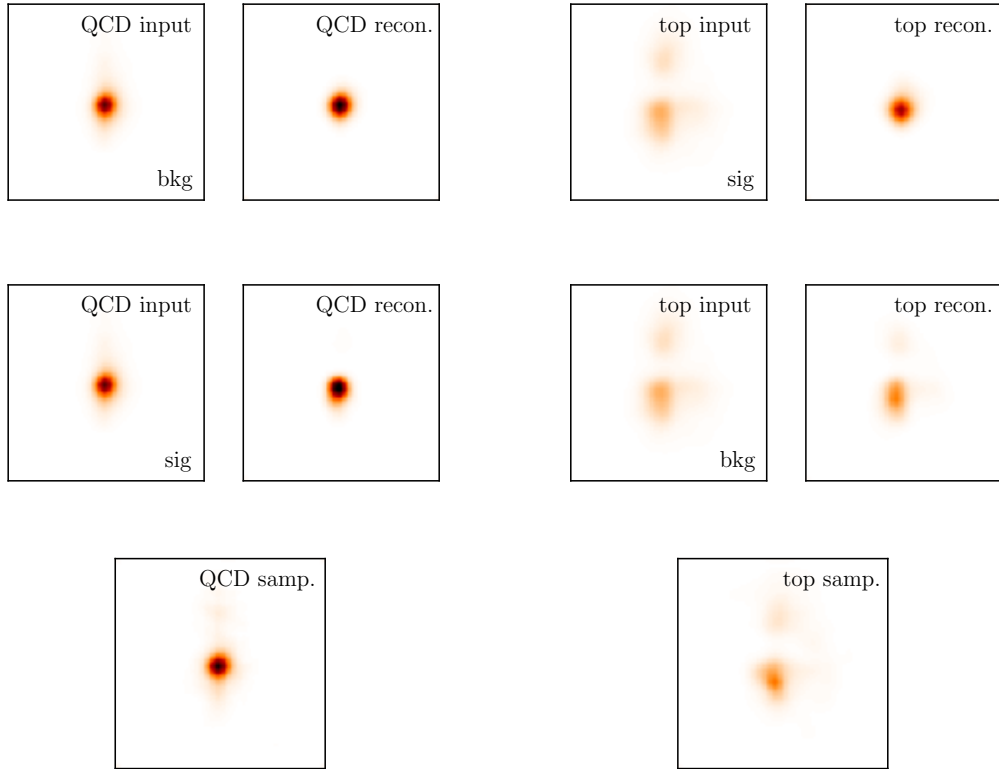 QCD input
QCD recon.
top input
top recon.
bkg
sig
QCD input
QCD recon.
top input
top recon.
sig
bkg
QCD samp.
top samp.